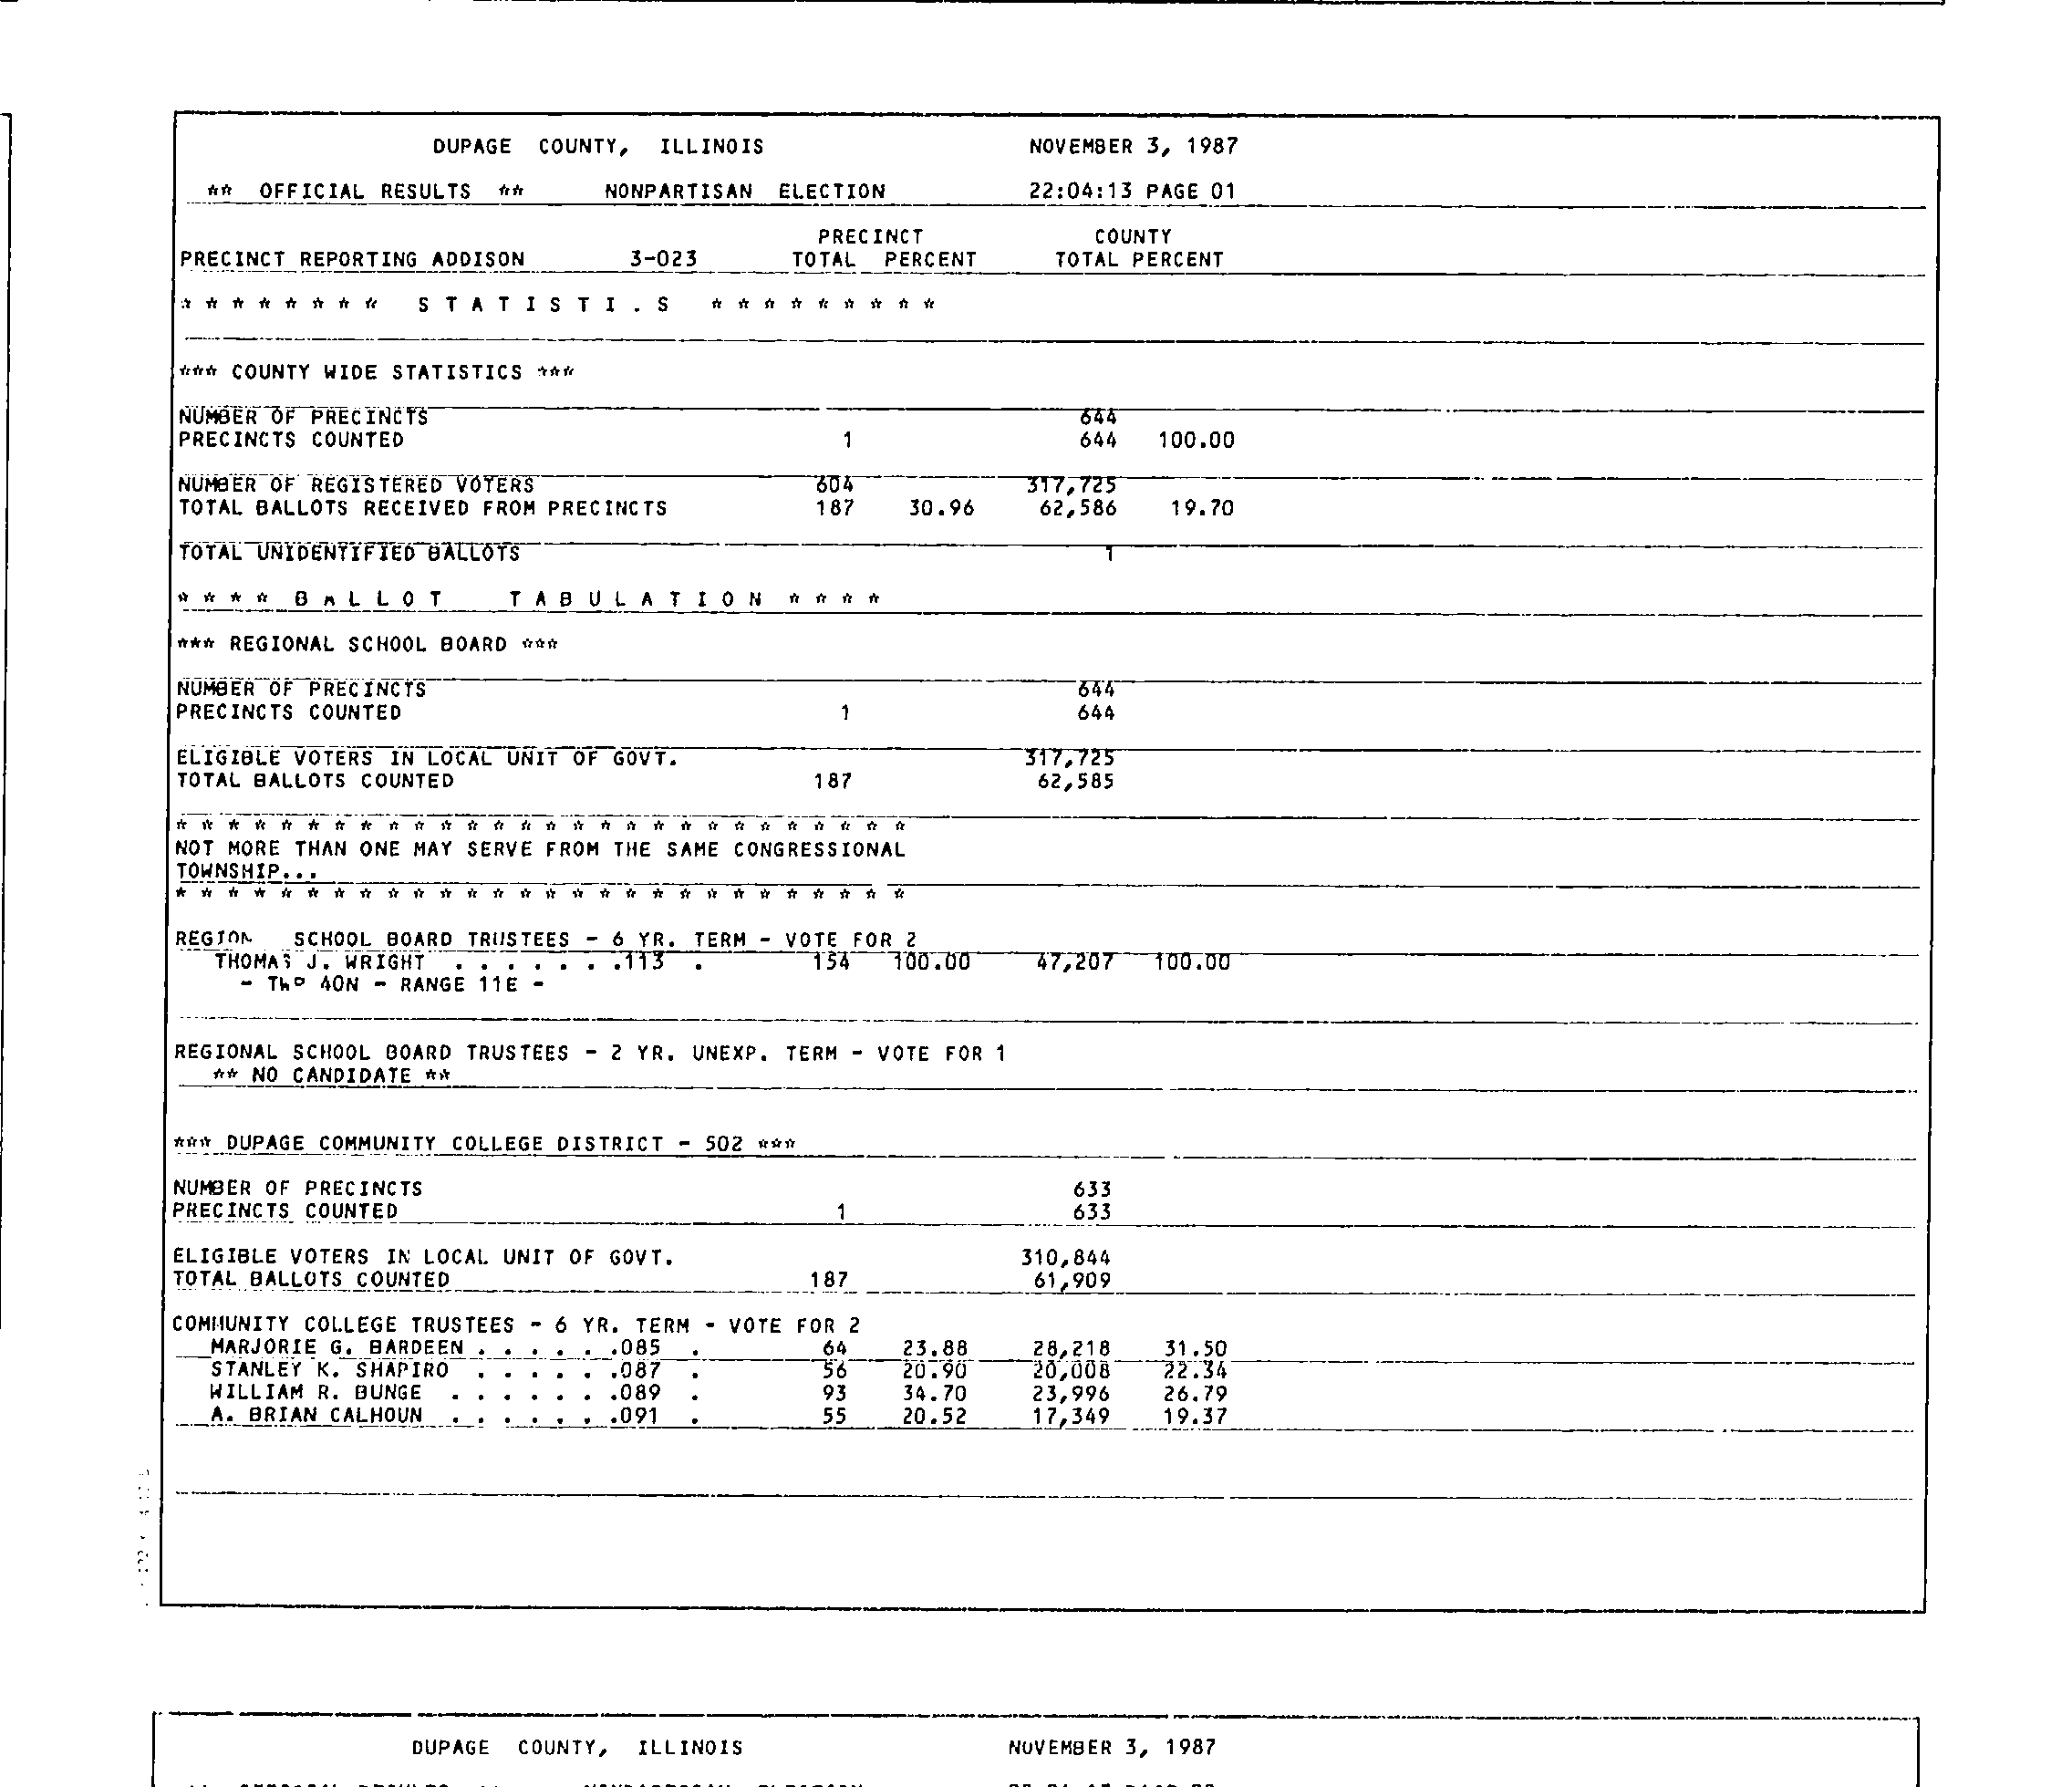 DUPAGE COUNTY, ILLINOIS NOVEMBER 3, 1987
** OFFICIAL RESULTS ** NONPARTISAN ELECTION 22:04:13 PAGE 01
PRECINCT COUNTY
PRECINCT REPORTING ADDISON 3-023 TOTAL PERCENT TOTAL PERCENT
* * * * * * * * S T A T I S T I . S * * * * * * * * *
*** COUNTY WIDE STATISTICS ***
NUMBER OF PRECINCTS 644
PRECINCTS COUNTED 1 644 100.00
NUMBER OF REGISTERED VOTERS 604 317,725
TOTAL BALLOTS RECEIVED FROM PRECINCTS 187 30.96 62,586 19.70
TOTAL UNIDENTIFIED BALLOTS 1
* * * * B A L L O T T A B U L A T I O N * * * *
*** REGIONAL SCHOOL BOARD ***
NUMBER OF PRECINCTS 644
PRECINCTS COUNTED 1 644
ELIGIBLE VOTERS IN LOCAL UNIT OF GOVT. 317,725
TOTAL BALLOTS COUNTED 187 62,585
* * * * * * * * * * * * * * * * * * * * * * * * * * * *
NOT MORE THAN ONE MAY SERVE FROM THE SAME CONGRESSIONAL
TOWNSHIP...
* * * * * * * * * * * * * * * * * * * * * * * * * * * *
REGION SCHOOL BOARD TRUSTEES - 6 YR. TERM - VOTE FOR 2
THOMAS J. WRIGHT . . . . . . .113 . 154 100.00 47,207 100.00
- TWP 40N - RANGE 11E -
REGIONAL SCHOOL BOARD TRUSTEES - 2 YR. UNEXP. TERM - VOTE FOR 1
** NO CANDIDATE **
*** DUPAGE COMMUNITY COLLEGE DISTRICT - 502 ***
NUMBER OF PRECINCTS 633
PRECINCTS COUNTED 1 633
ELIGIBLE VOTERS IN LOCAL UNIT OF GOVT. 310,844
TOTAL BALLOTS COUNTED 187 61,909
COMMUNITY COLLEGE TRUSTEES - 6 YR. TERM - VOTE FOR 2
MARJORIE G. BARDEEN . . . . . .085 . 64 23.88 28,218 31.50
STANLEY K. SHAPIRO . . . . . .087 . 56 20.90 20,008 22.34
WILLIAM R. BUNGE . . . . . . .089 . 93 34.70 23,996 26.79
A. BRIAN CALHOUN . . . . . . .091 . 55 20.52 17,349 19.37
DUPAGE COUNTY, ILLINOIS NOVEMBER 3, 1987